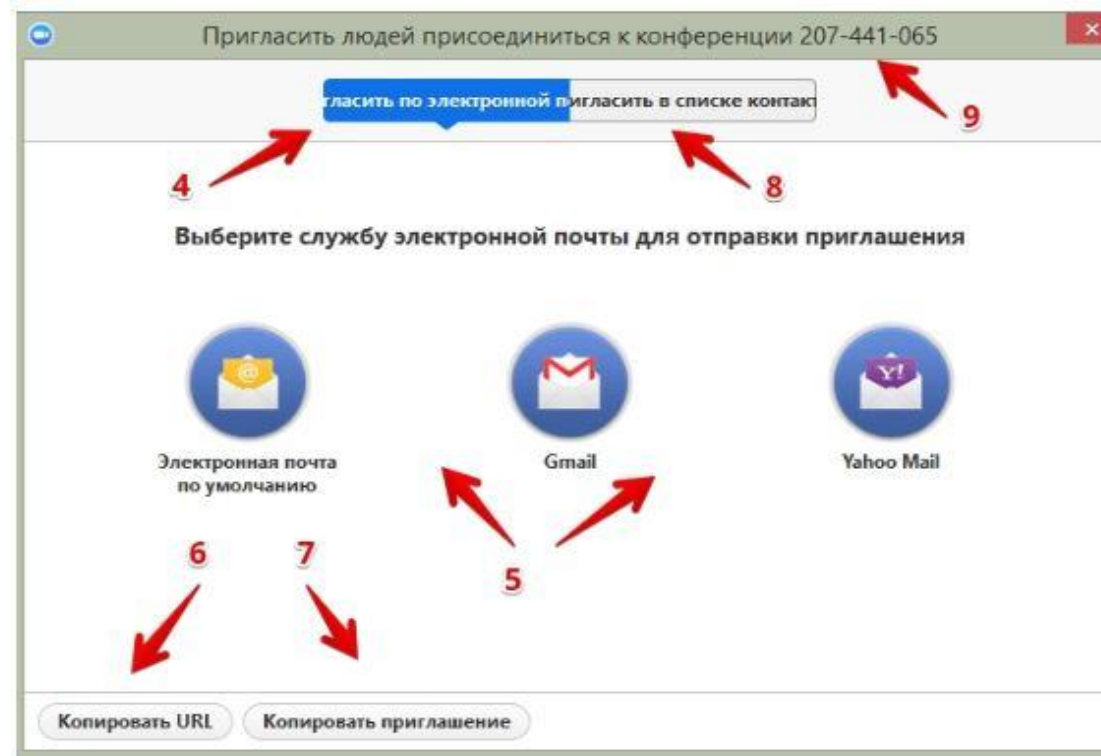 Пригласить людей присоединиться к конференции 207-441-065
гласить по электронной п
игласить в списке контакт
9
4
8
Выберите службу электронной почты для отправки приглашения
@
Y!
Электронная почта
по умолчанию
Gmail
Yahoo Mail
6
7
5
Копировать URL
Копировать приглашение